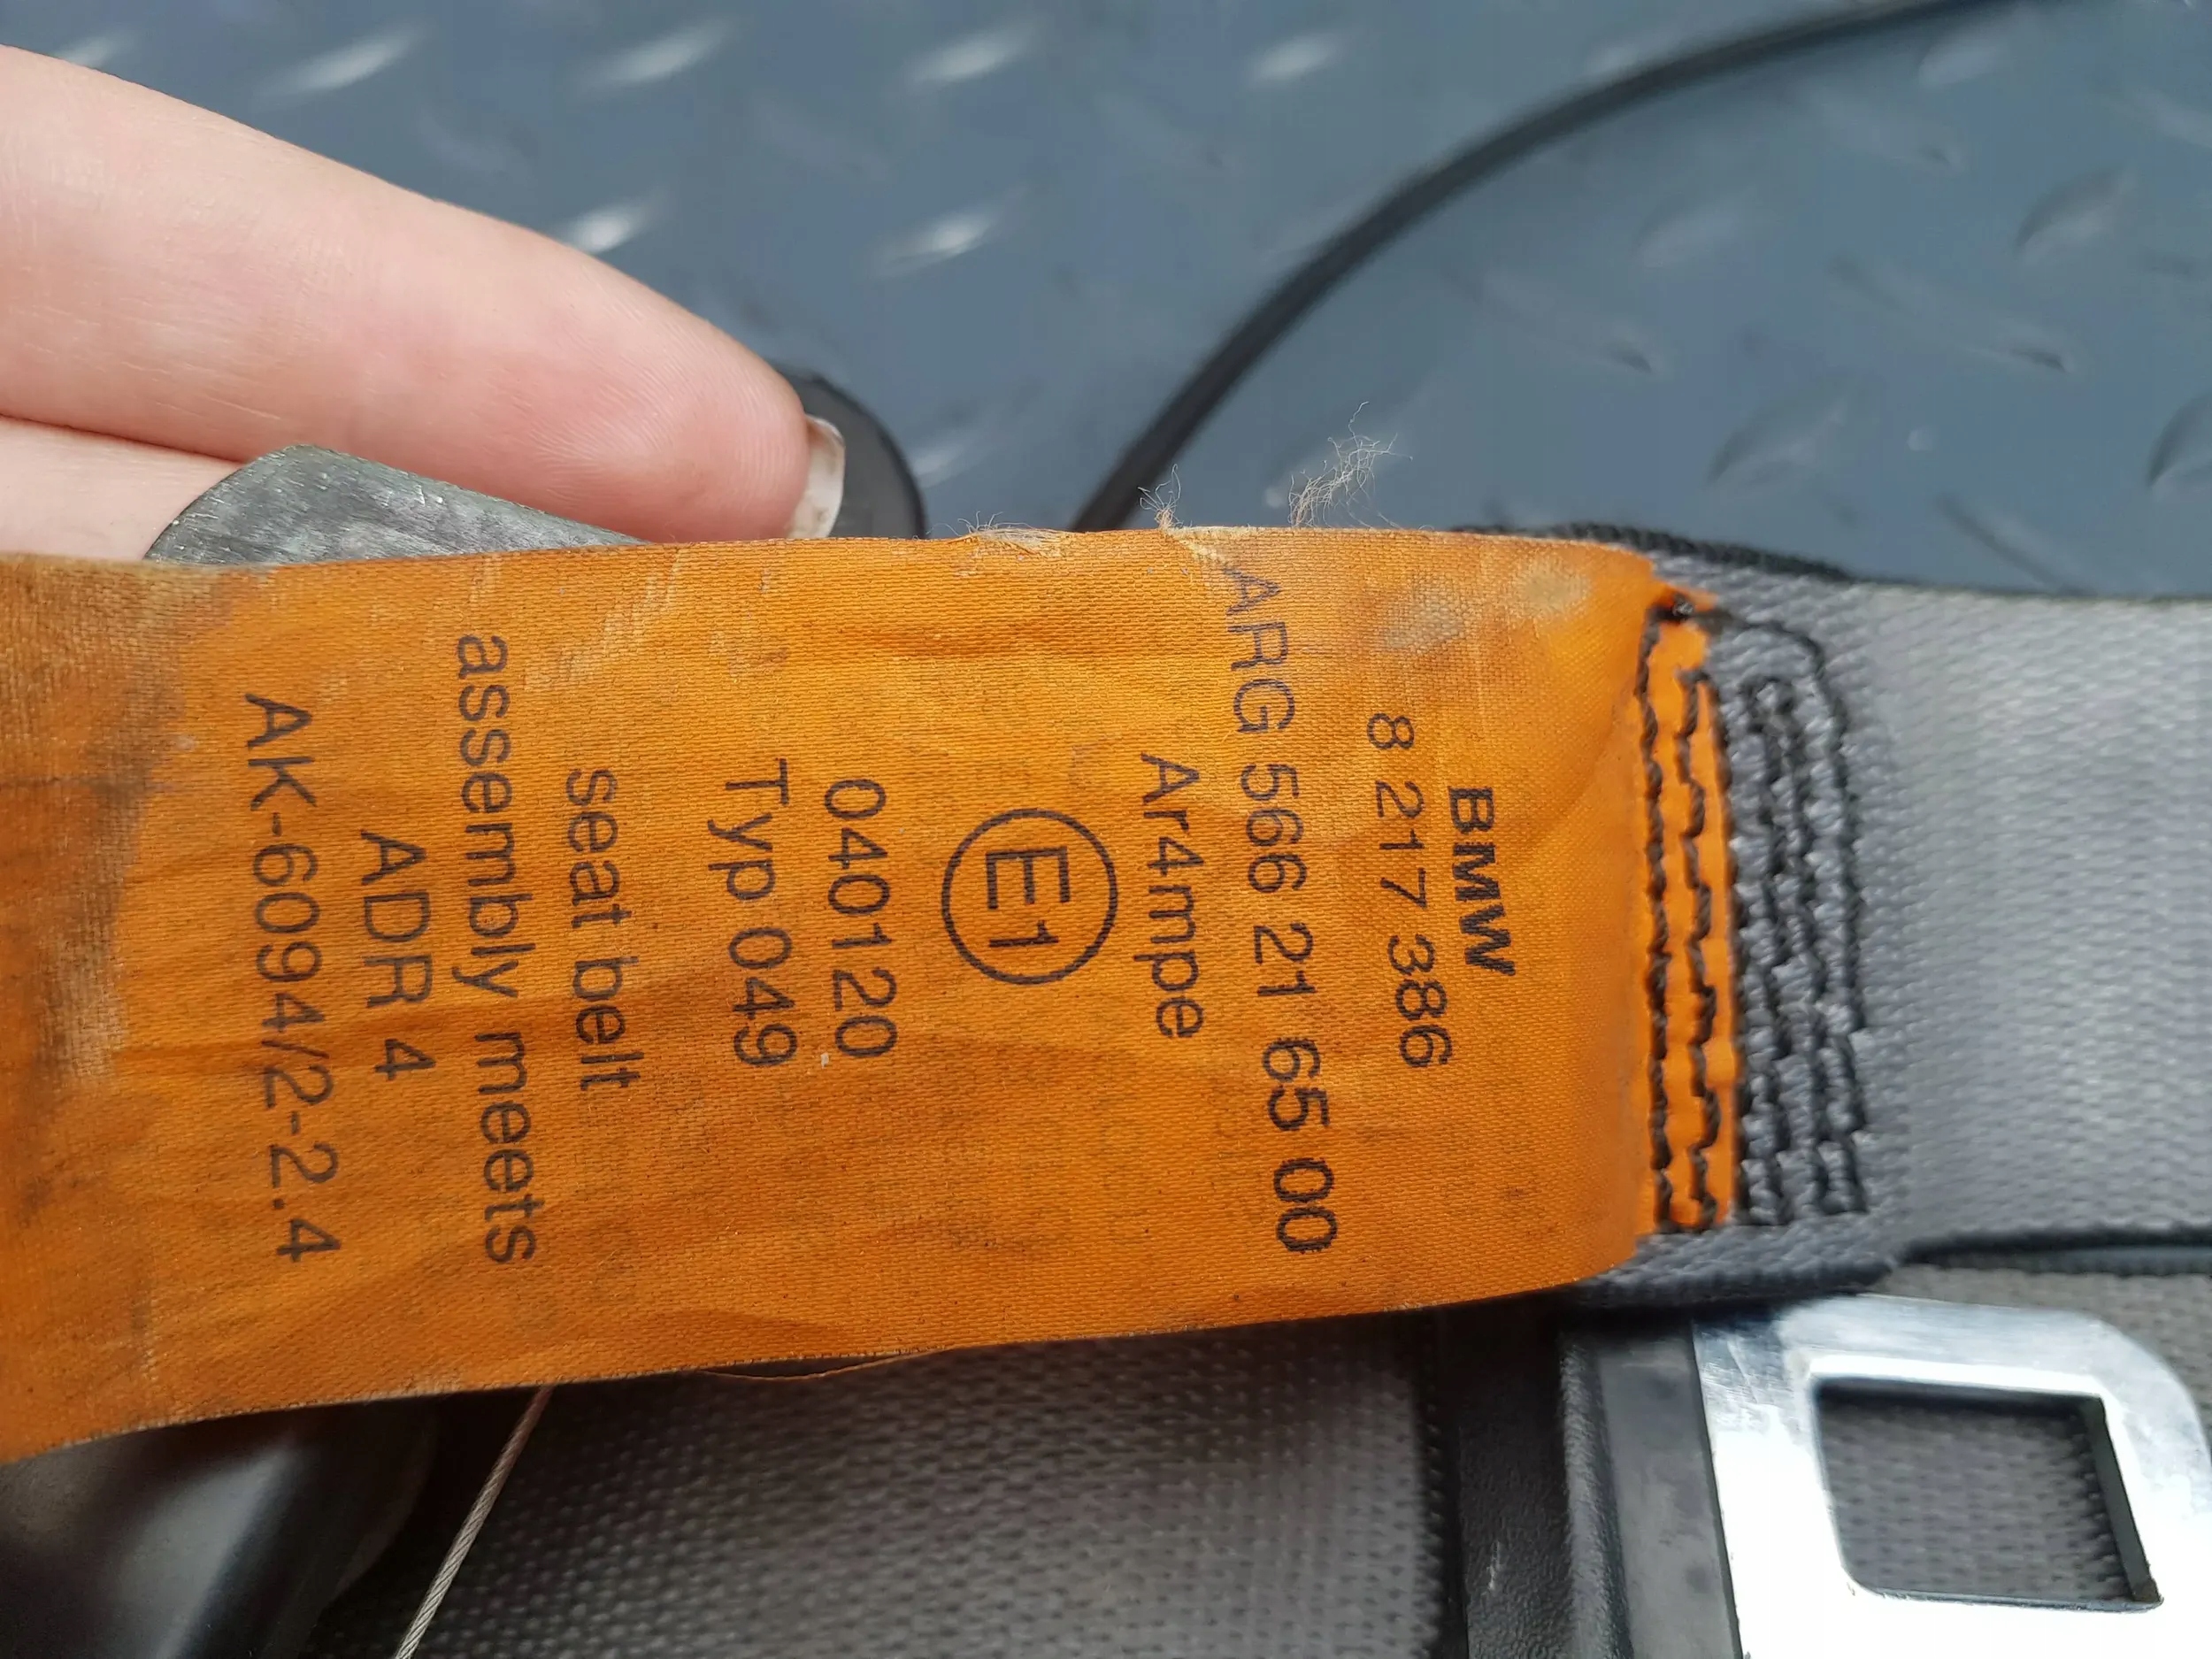 BMW
8 217 386
ARG 566 21 65 00
Ar4mpe
E1
040120
Typ 049
seat belt
assembly meets
ADR 4
AK-6094/2-2.4